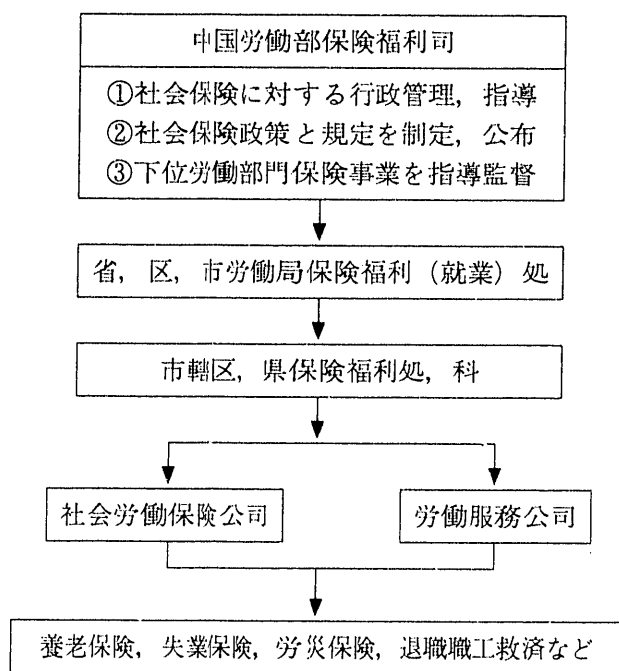 中国労働部保険福利司
①社会保険に対する行政管理，指導
②社会保険政策と規定を制定，公布
③下位労働部門保険事業を指導監督
省，区，市労働局保険福利（就業）処
市轄区，県保険福利処，科
社会労働保険公司
労働服務公司
養老保険，失業保険，労災保険，退職職工救済など